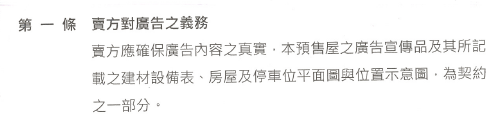 第一條　賣方對廣告之義務
賣方應確保廣告內容之真實，本預售屋之廣告宣傳品及其所記
載之建材設備表、房屋及停車位平面圖與位置示意圖，為契約
之一部分。